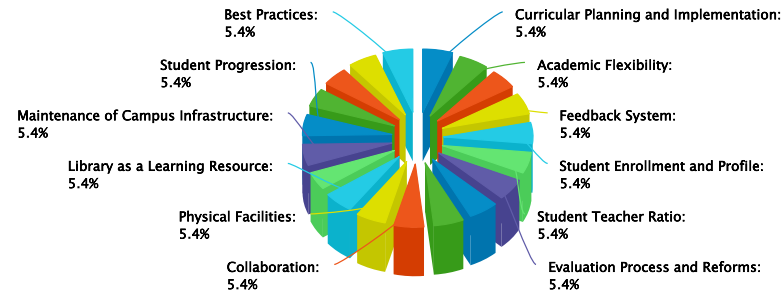 Best Practices:
5.4%
Curricular Planning and Implementation:
5.4%
Student Progression:
5.4%
Academic Flexibility:
5.4%
Maintenance of Campus Infrastructure:
5.4%
Feedback System:
5.4%
Library as a Learning Resource:
5.4%
Student Enrollment and Profile:
5.4%
Physical Facilities:
5.4%
Student Teacher Ratio:
5.4%
Collaboration:
5.4%
Evaluation Process and Reforms:
5.4%